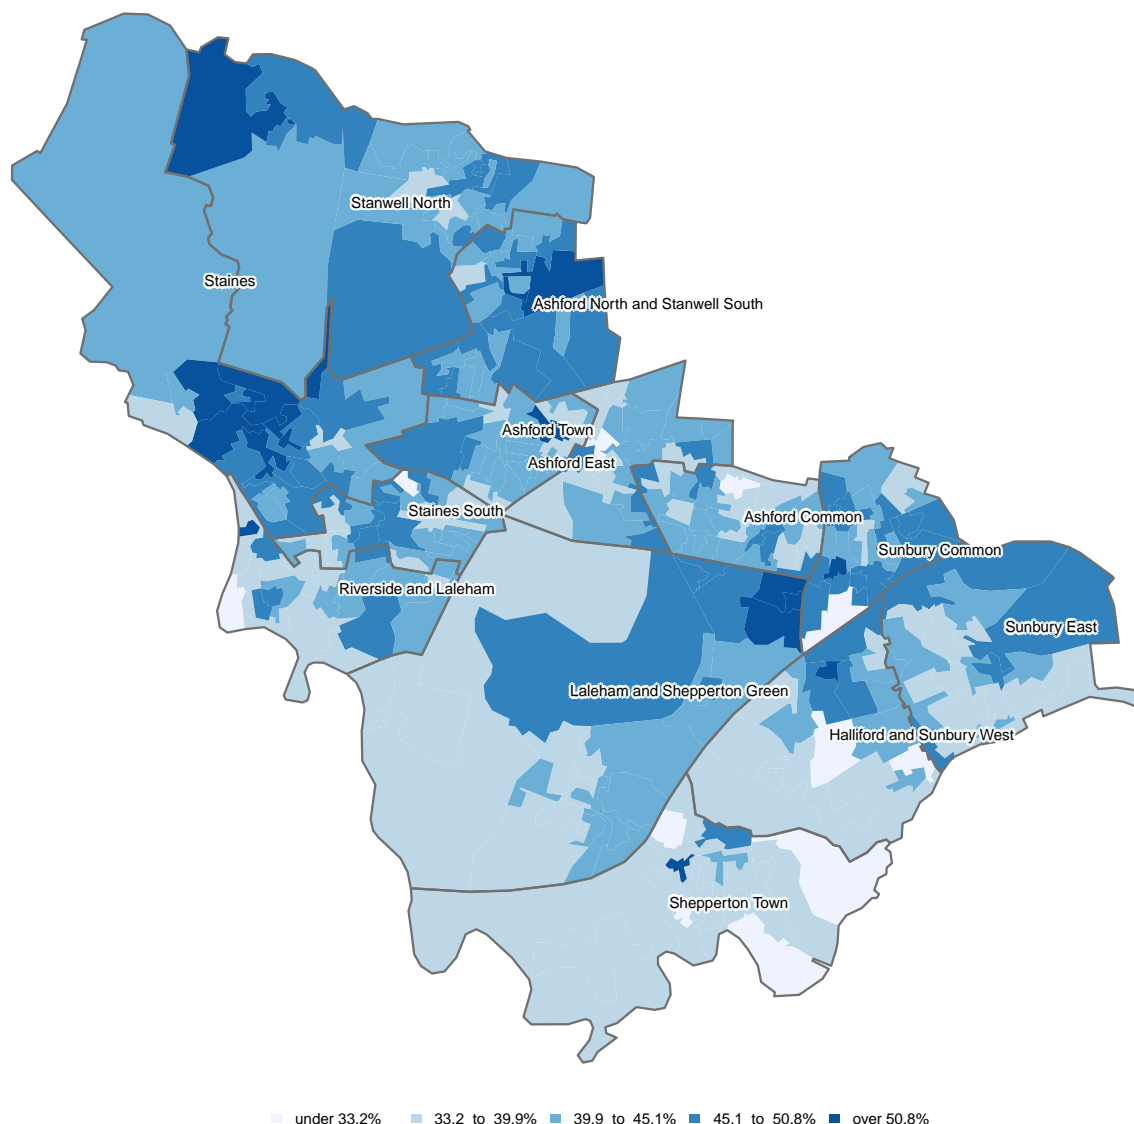 Stanwell North
Staines
Ashford North and Stanwell South
Ashford Town
Ashford East
Staines South
Ashford Common
Sunbury Common
Riverside and Laleham
Sunbury East
Laleham and Shepperton Green
Halliford and Sunbury West
Shepperton Town
under 33.2% 33.2 to 39.9% 39.9 to 45.1% 45.1 to 50.8% over 50.8%